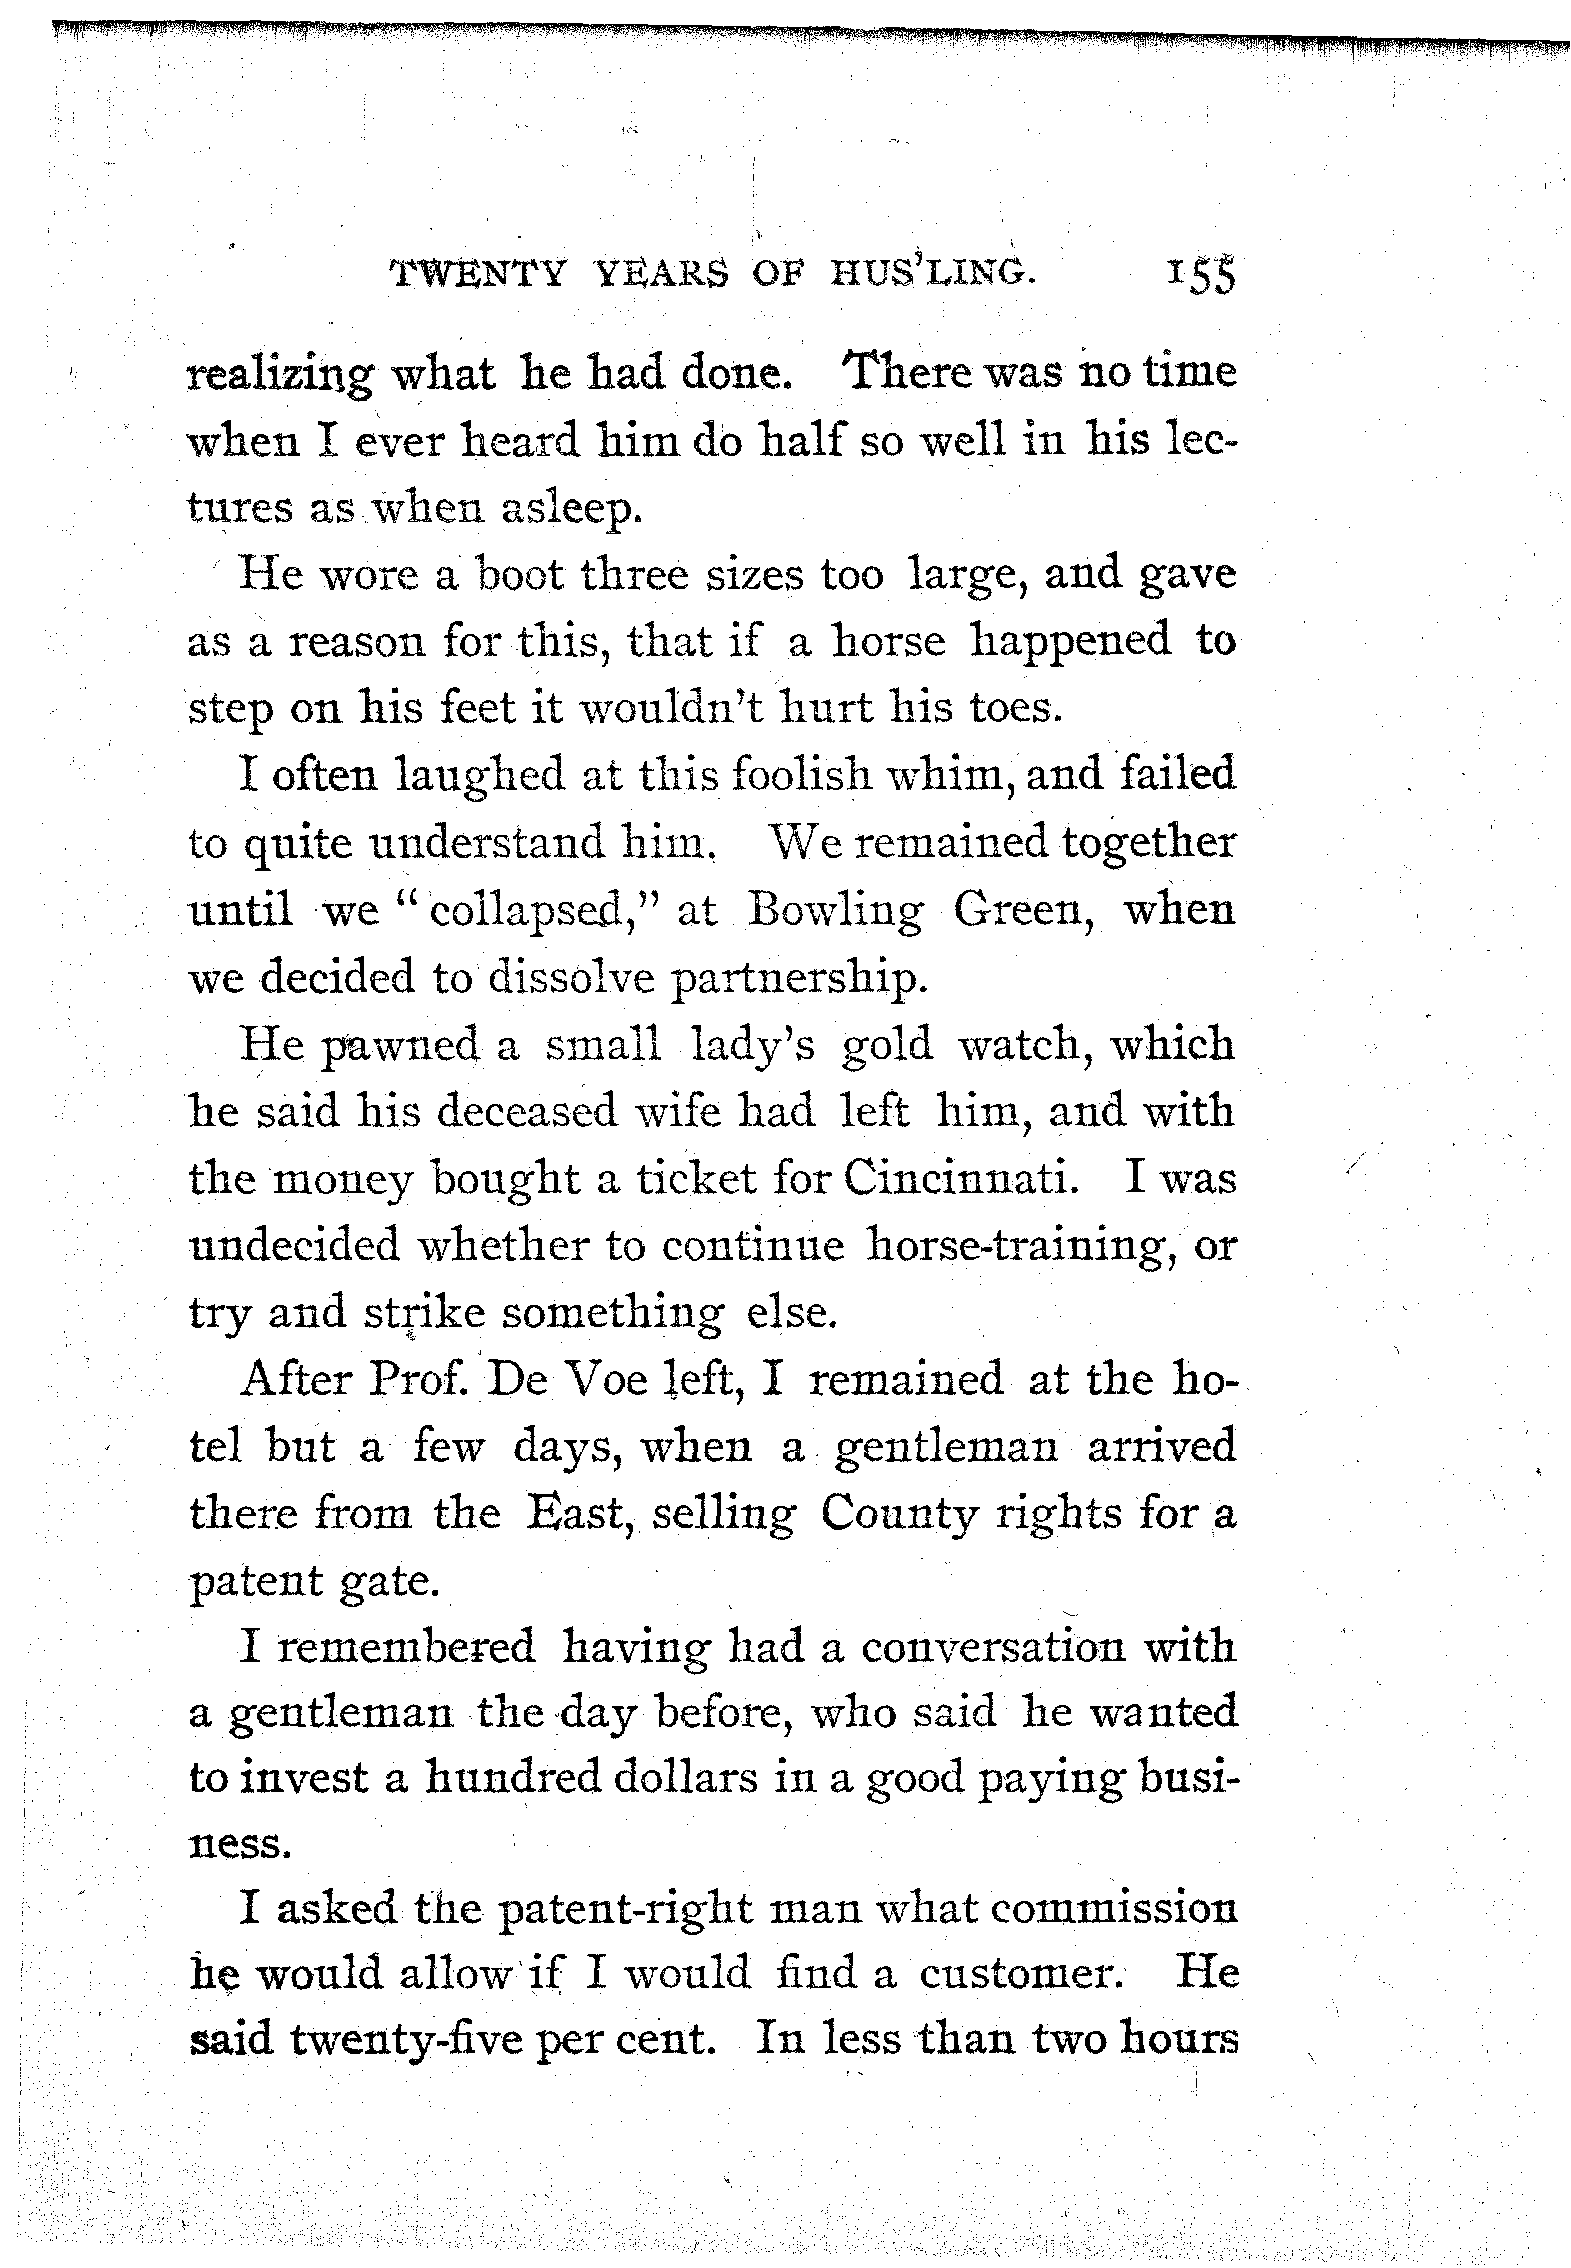 TWENTY YEARS OF HUS'LING. 155
realizing what he had done. There was no time
when I ever heard him do half so well in his lec-
tures as when asleep.
He wore a boot three sizes too large, and gave
as a reason for this, that if a horse happened to
step on his feet it wouldn't hurt his toes.
I often laughed at this foolish whim, and failed
to quite understand him. We remained together
until we "collapsed," at Bowling Green, when
we decided to dissolve partnership.
He pawned a small lady's gold watch, which
he said his deceased wife had left him, and with
the money bought a ticket for Cincinnati. I was
undecided whether to continue horse-training, or
try and strike something else.
After Prof. De Voe left, I remained at the ho-
tel but a few days, when a gentleman arrived
there from the East, selling County rights for a
patent gate.
I remembered having had a conversation with
a gentleman the day before, who said he wanted
to invest a hundred dollars in a good paying busi-
ness.
I asked the patent-right man what commission
he would allow if I would find a customer. He
said twenty-five per cent. In less than two hours